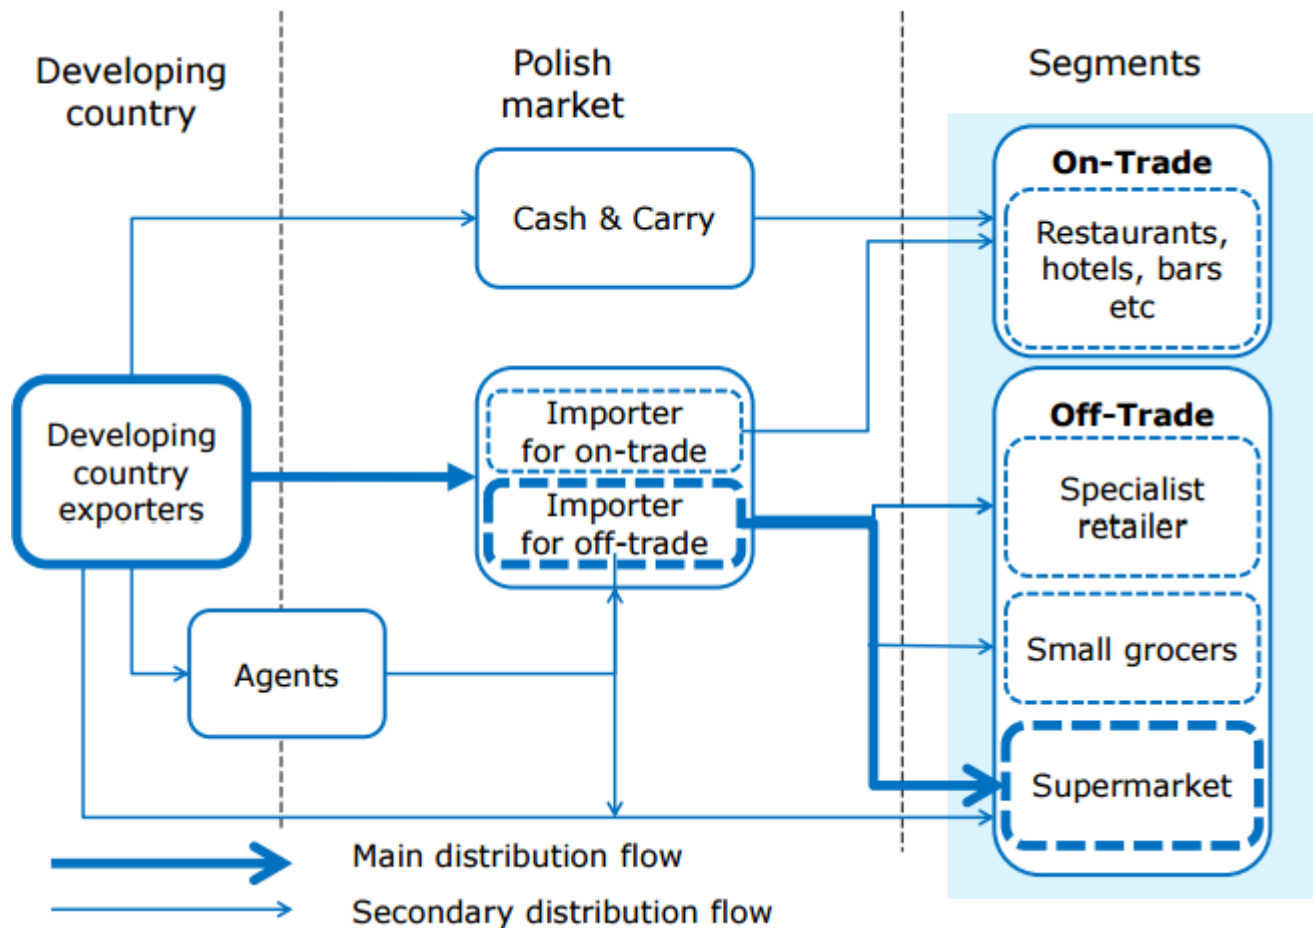 Developing
country
Polish
market
Segments
Cash & Carry
On-Trade
Restaurants,
hotels, bars
etc
Developing
country
exporters
Importer
for on-trade
Importer
for off-trade
Off-Trade
Specialist
retailer
Small grocers
Agents
Supermarket
Main distribution flow
Secondary distribution flow